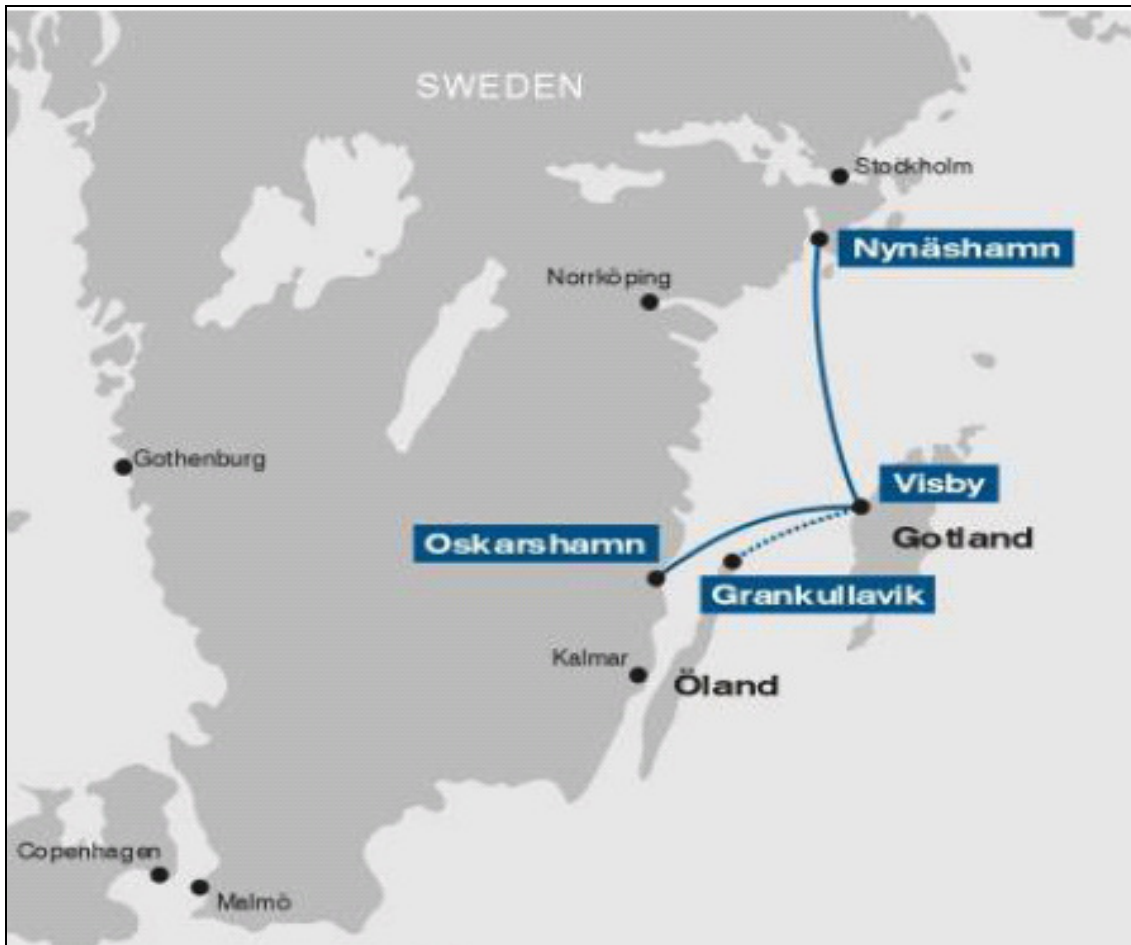 SWEDEN
Stockholm
Nynäshamn
Norrköping
Gothenburg
Visby
Gotland
Oskarshamn
Grankullavik
Kalmar
Öland
Copenhagen
Malmö